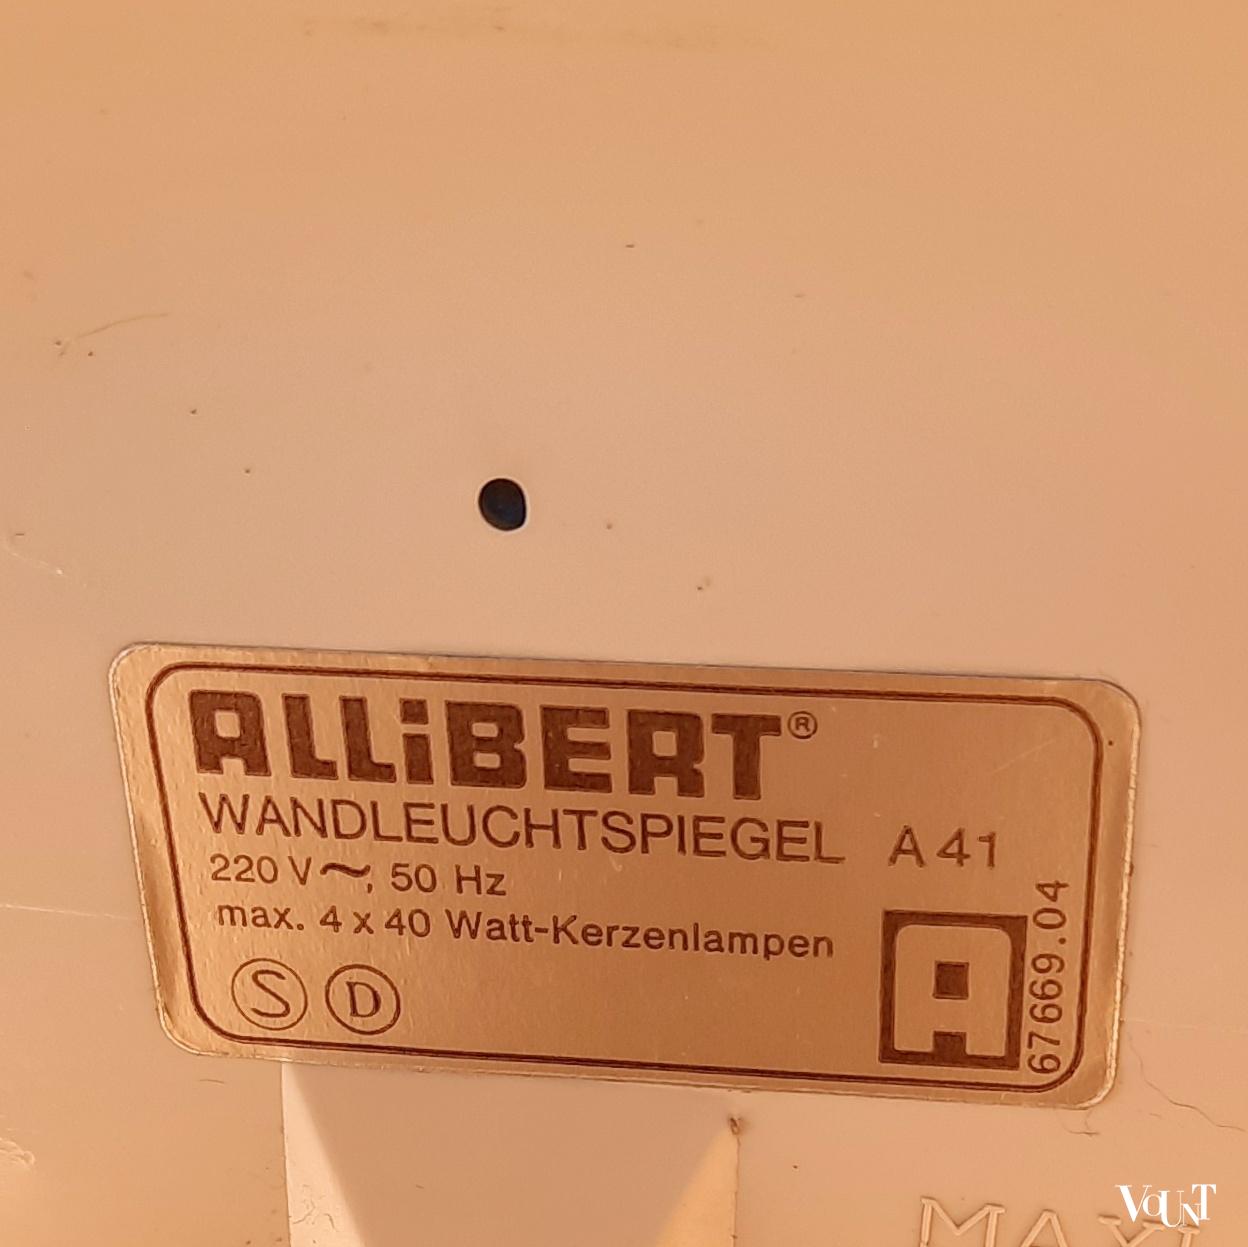 ALLiBERT®
WANDLEUCHTSPIEGEL A 41
220 V~, 50 Hz
max. 4 x 40 Watt-Kerzenlampen
S D
A
67669.04
VOUNT